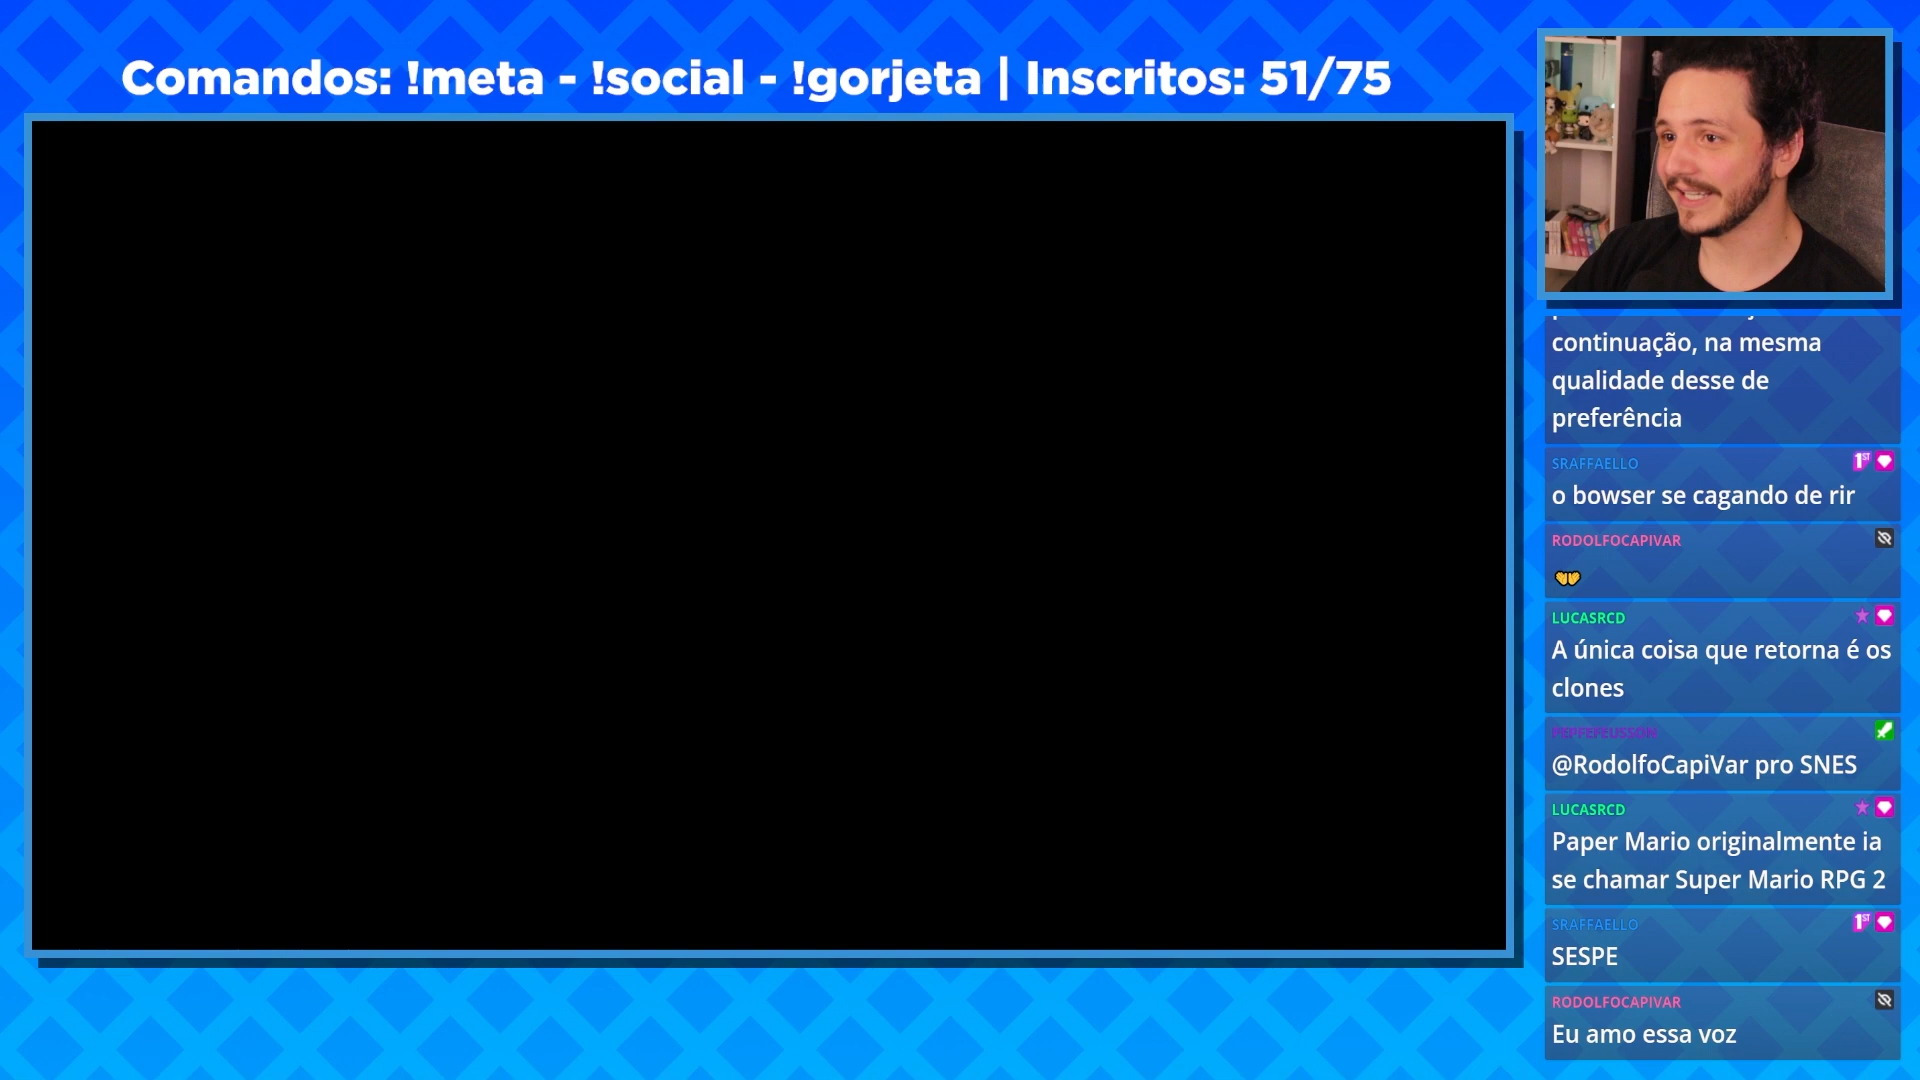 Comandos: !meta - !social - !gorjeta | Inscritos: 51/75
continuação, na mesma
qualidade desse de
preferência
SRAFFAELLO
o bowser se cagando de rir
RODOLFOCAPIVAR
LUCASRCD
A única coisa que retorna é os
clones
@RodolfoCapiVar pro SNES
LUCASRCD
Paper Mario originalmente ia
se chamar Super Mario RPG 2
SRAFFAELLO
SESPE
RODOLFOCAPIVAR
Eu amo essa voz